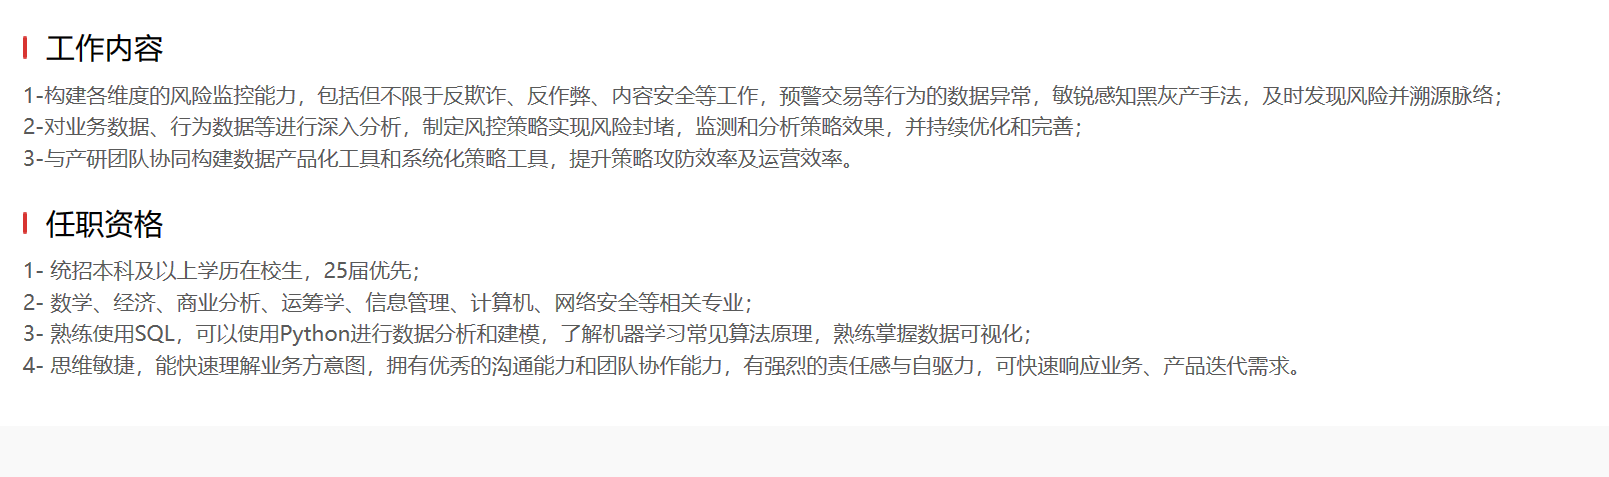 工作内容
1-构建各维度的风险监控能力，包括但不限于反欺诈、反作弊、内容安全等工作，预警交易等行为的数据异常，敏锐感知黑灰产手法，及时发现风险并溯源脉络；
2-对业务数据、行为数据等进行深入分析，制定风控策略实现风险封堵，监测和分析策略效果，并持续优化和完善；
3-与产研团队协同构建数据产品化工具和系统化策略工具，提升策略攻防效率及运营效率。
任职资格
1- 统招本科及以上学历在校生，25届优先；
2- 数学、经济、商业分析、运筹学、信息管理、计算机、网络安全等相关专业；
3- 熟练使用SQL，可以使用Python进行数据分析和建模，了解机器学习常见算法原理，熟练掌握数据可视化；
4- 思维敏捷，能快速理解业务方意图，拥有优秀的沟通能力和团队协作能力，有强烈的责任感与自驱力，可快速响应业务、产品迭代需求。